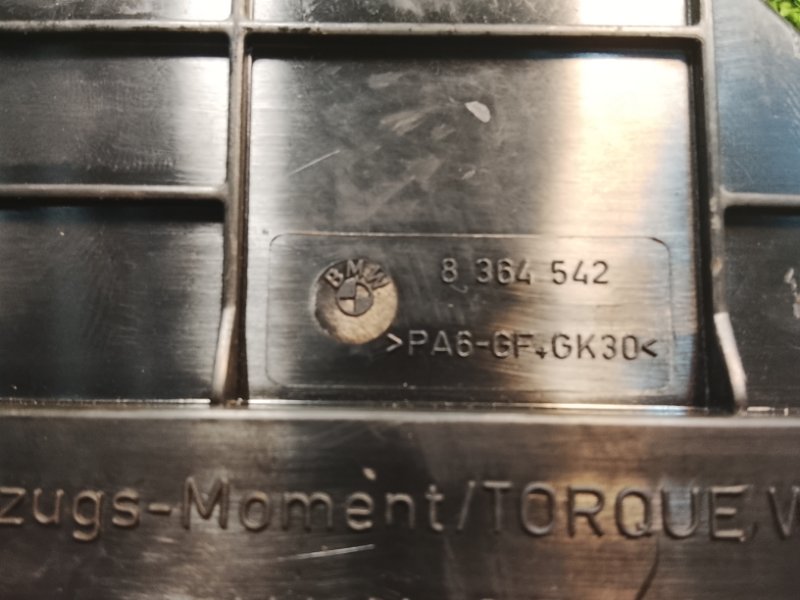 BMW
8 364 542
>PA6-GF+GK30<
zugs-Moment/TORQUE